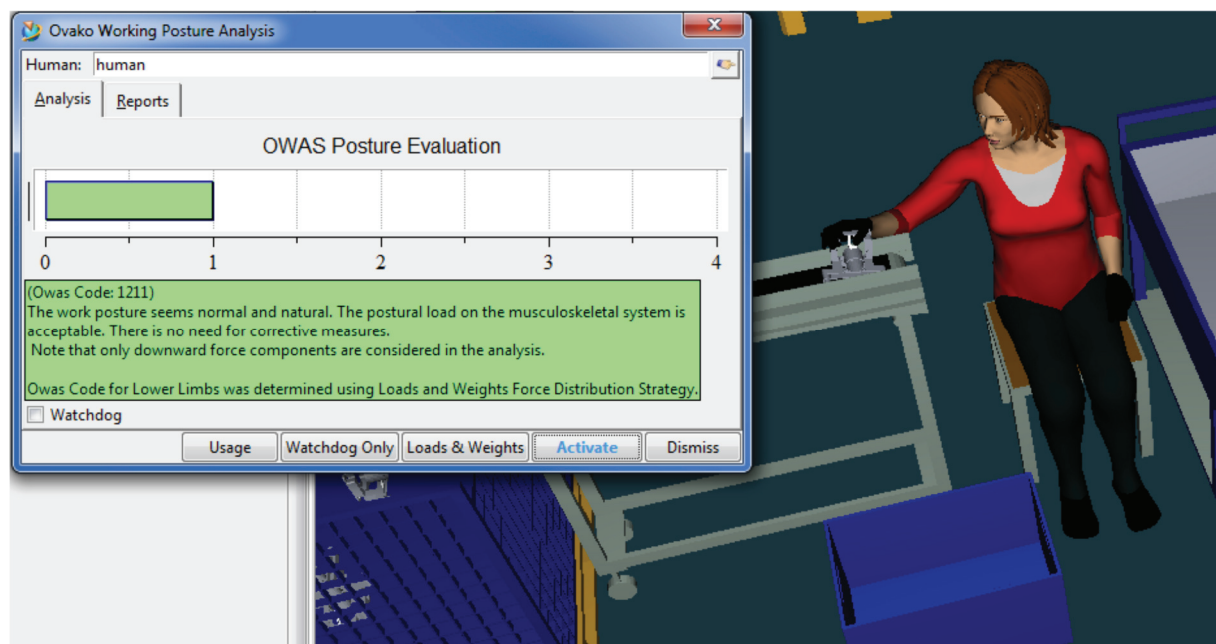 Ovako Working Posture Analysis
Human: human
Analysis Reports
OWAS Posture Evaluation
0 1 2 3 4
(Owas Code: 1211)
The work posture seems normal and natural. The postural load on the musculoskeletal system is
acceptable. There is no need for corrective measures.
Note that only downward force components are considered in the analysis.
Owas Code for Lower Limbs was determined using Loads and Weights Force Distribution Strategy.
Watchdog
Usage Watchdog Only Loads & Weights Activate Dismiss